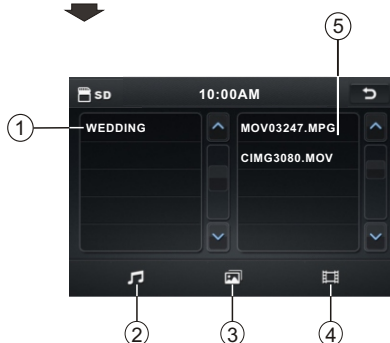 5
SD 10:00AM
1
WEDDING MOV03247.MPG
CIMG3080.MOV
2 3 4